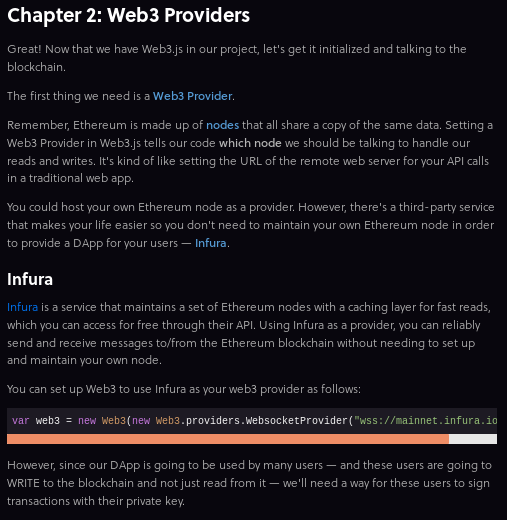 Chapter 2: Web3 Providers
Great! Now that we have Web3.js in our project, let's get it initialized and talking to the
blockchain.
The first thing we need is a Web3 Provider.
Remember, Ethereum is made up of nodes that all share a copy of the same data. Setting a
Web3 Provider in Web3.js tells our code which node we should be talking to handle our
reads and writes. It's kind of like setting the URL of the remote web server for your API calls
in a traditional web app.
You could host your own Ethereum node as a provider. However, there's a third-party service
that makes your life easier so you don't need to maintain your own Ethereum node in order
to provide a DApp for your users — Infura.
Infura
Infura is a service that maintains a set of Ethereum nodes with a caching layer for fast reads,
which you can access for free through their API. Using Infura as a provider, you can reliably
send and receive messages to/from the Ethereum blockchain without needing to set up
and maintain your own node.
You can set up Web3 to use Infura as your web3 provider as follows:
var web3 = new Web3(new Web3.providers.WebsocketProvider("wss://mainnet.infura.io
However, since our DApp is going to be used by many users — and these users are going to
WRITE to the blockchain and not just read from it — we'll need a way for these users to sign
transactions with their private key.